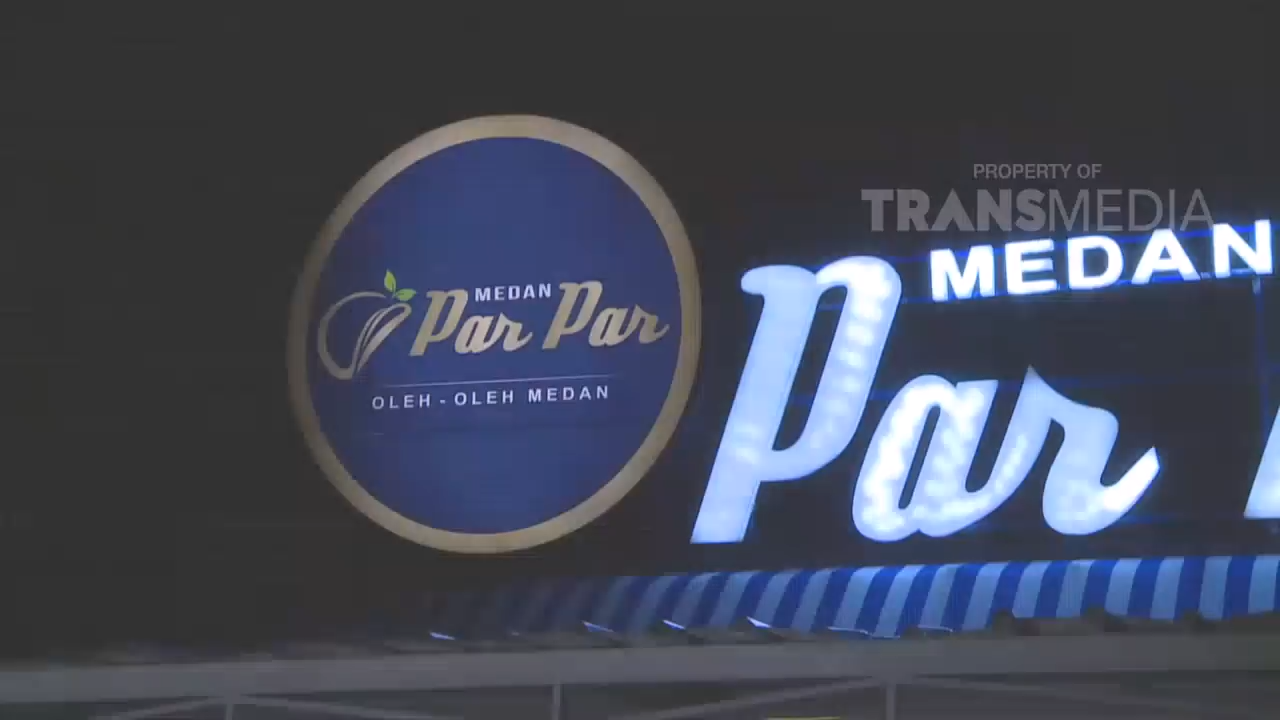 PROPERTY OF
TRANSMEDIA
MEDAN
Par Par
OLEH - OLEH MEDAN
MEDAN
Par